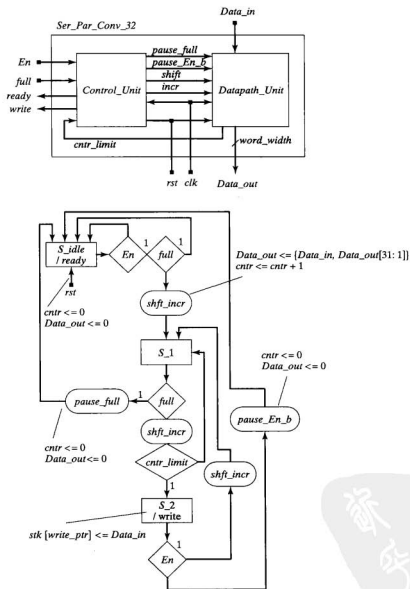 Ser_Par_Conv_32
Data_in
En
full
ready
write
Control_Unit
pause_full
pause_En_b
shift
incr
Datapath_Unit
cntr_limit
word_width
rst clk
Data_out
S_idle
/ ready
En
1
full
1
rst
cntr <= 0
Data_out <= 0
Data_out <= {Data_in, Data_out[31: 1]}
cntr <= cntr + 1
shft_incr
S_1
cntr <= 0
Data_out <= 0
pause_full
1
full
pause_En_b
cntr <= 0
Data_out<= 0
shft_incr
cntr_limit
shft_incr
1
S_2
/ write
stk [write_ptr] <= Data_in
En
1